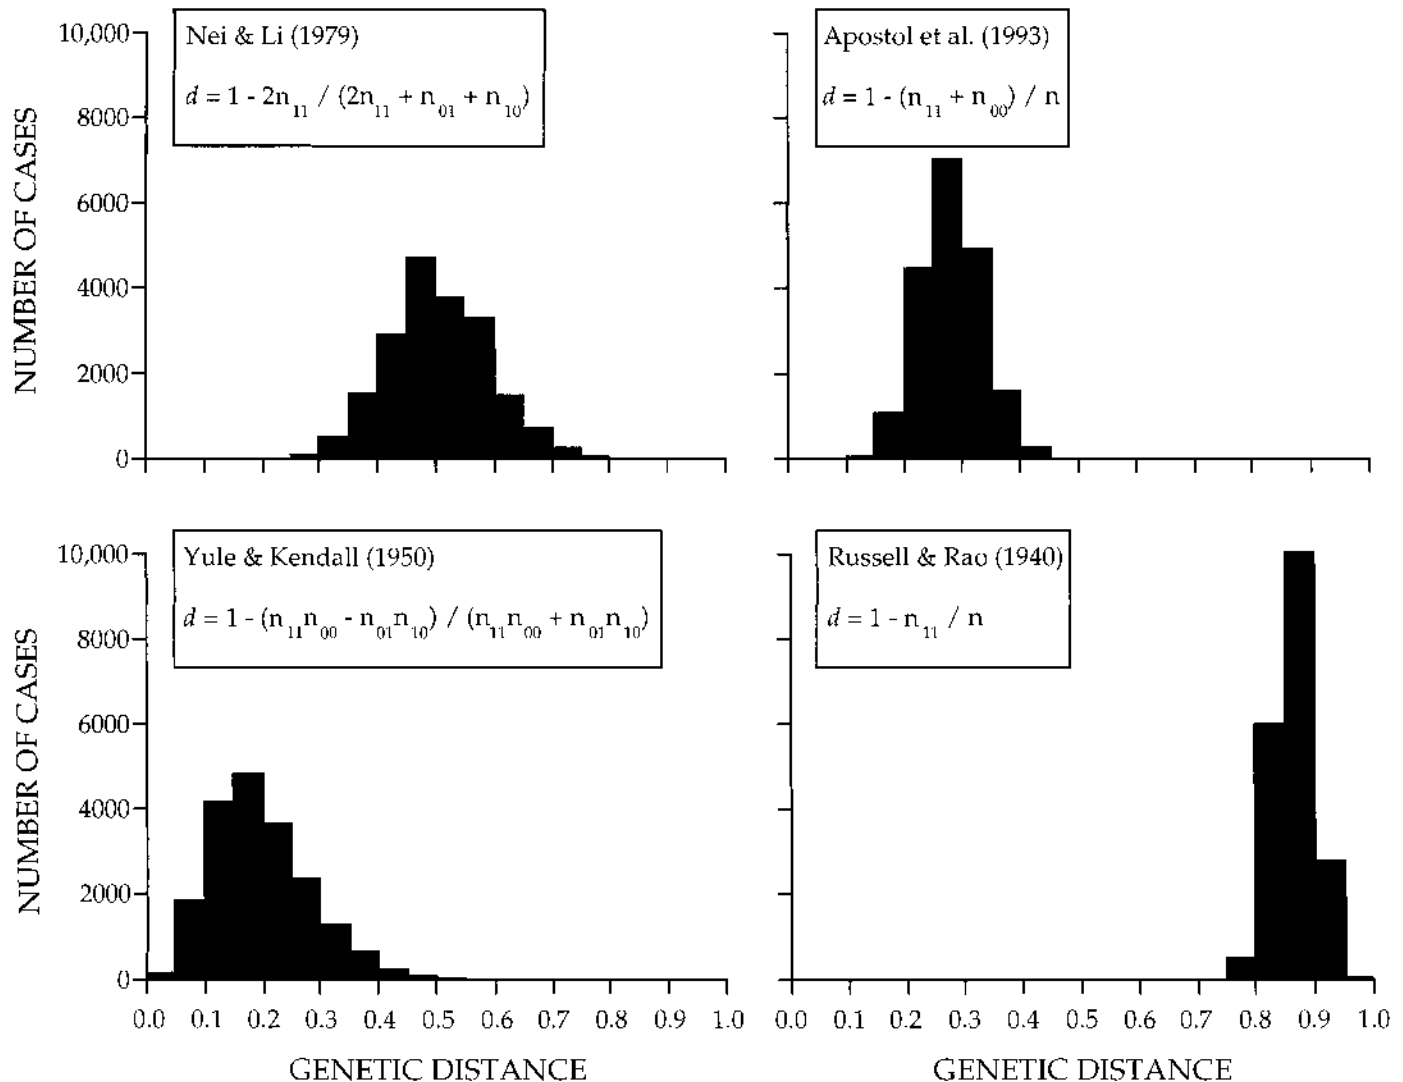 Nei & Li (1979)
d = 1 - 2n11 / (2n11 + n01 + n10)
10,000
8000
6000
4000
2000
0
NUMBER OF CASES
Apostol et al. (1993)
d = 1 - (n11 + n00) / n
Yule & Kendall (1950)
d = 1 - (n11n00 - n01n10) / (n11n00 + n01n10)
10,000
8000
6000
4000
2000
0
NUMBER OF CASES
0.0 0.1 0.2 0.3 0.4 0.5 0.6 0.7 0.8 0.9 1.0
GENETIC DISTANCE
Russell & Rao (1940)
d = 1 - n11 / n
0.0 0.1 0.2 0.3 0.4 0.5 0.6 0.7 0.8 0.9 1.0
GENETIC DISTANCE